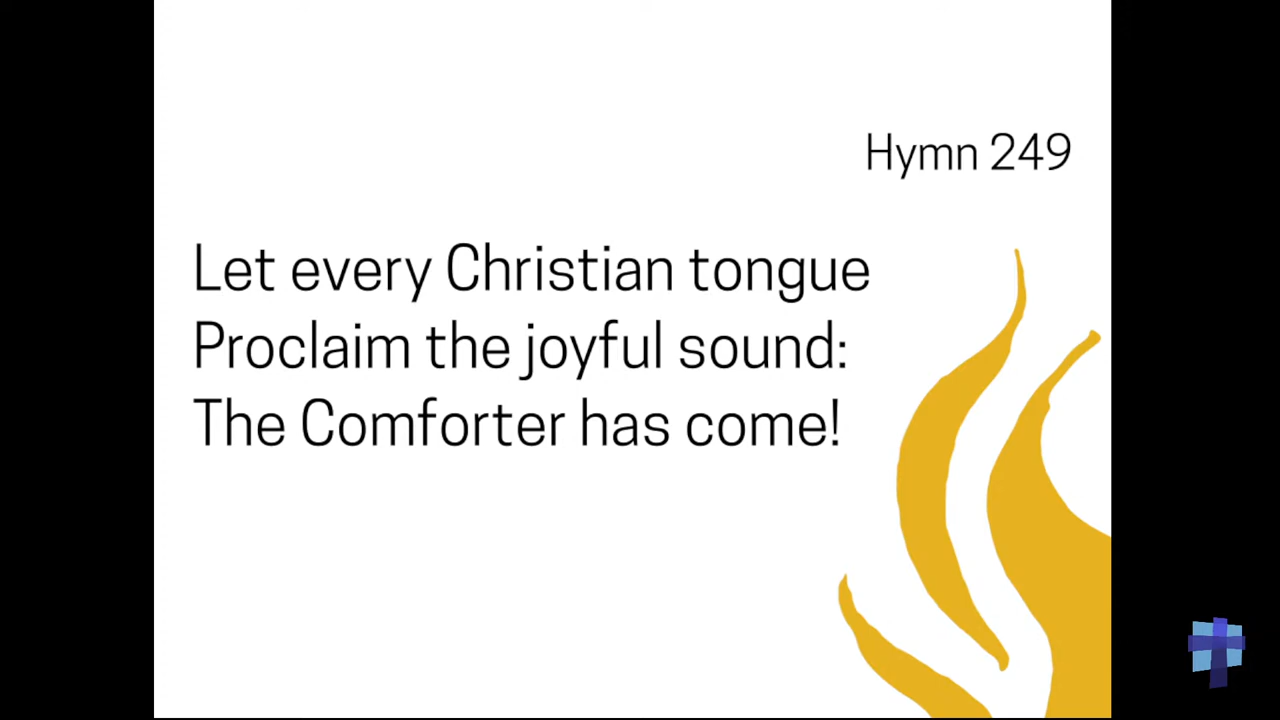 Hymn 249
Let every Christian tongue
Proclaim the joyful sound:
The Comforter has come!